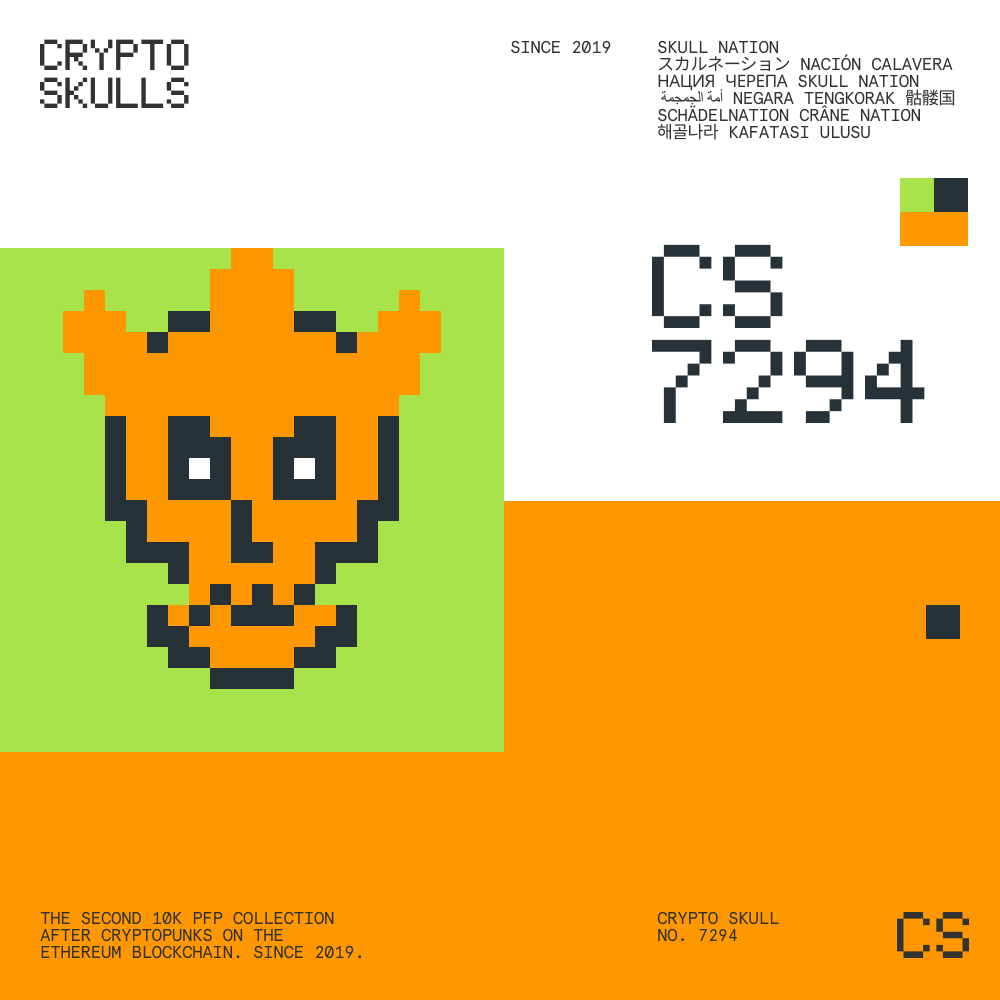 CRYPTO
SKULLS
SINCE 2019
SKULL NATION
スカルネーション NACIÓN CALAVERA
НАЦИЯ ЧЕРЕПА SKULL NATION
أمة الجمجمة NEGARA TENGKORAK 骷髅国
SCHÄDELNATION CRÂNE NATION
해골나라 KAFATASI ULUSU
CS
7294
THE SECOND 10K PFP COLLECTION
AFTER CRYPTOPUNKS ON THE
ETHEREUM BLOCKCHAIN. SINCE 2019.
CRYPTO SKULL
NO. 7294
CS